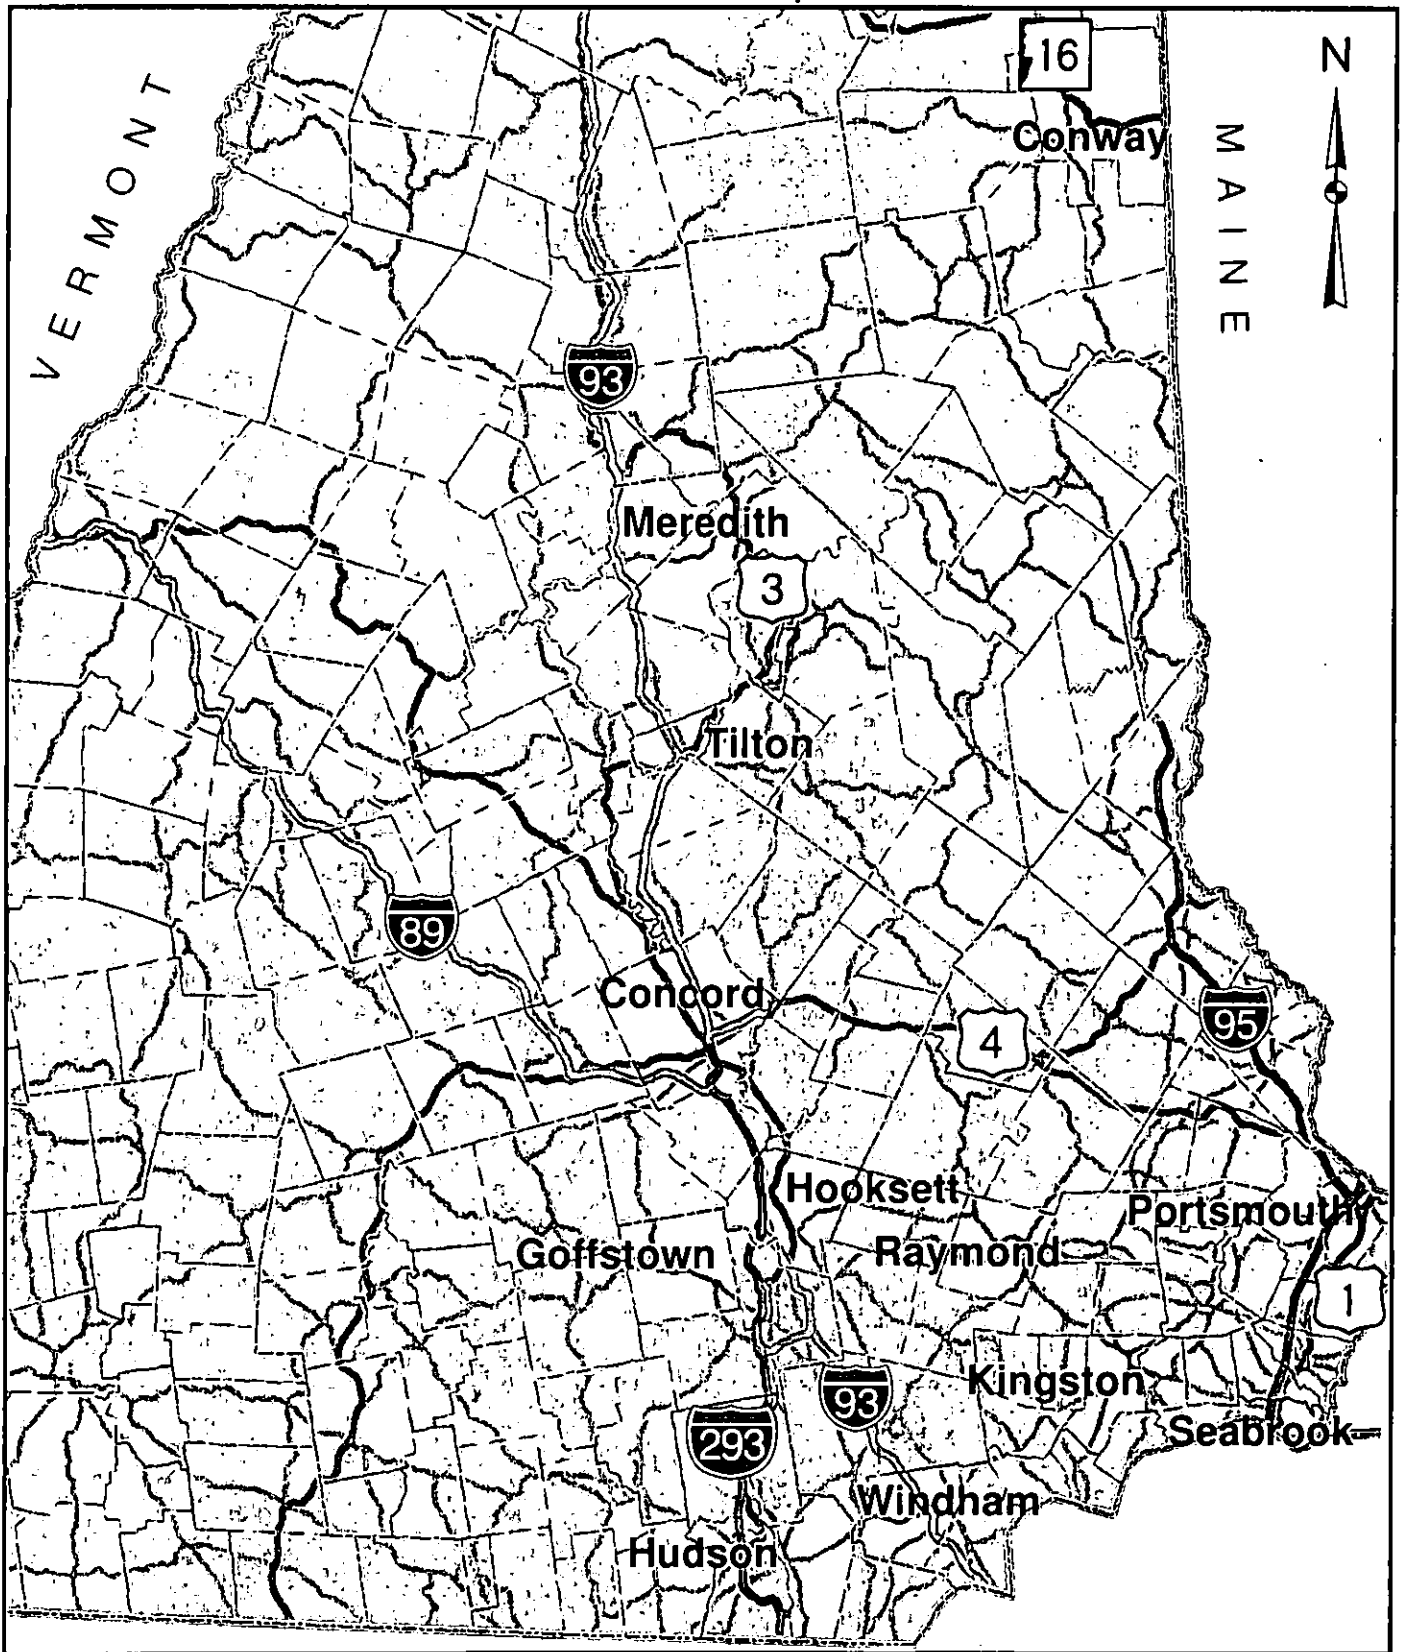 16
N
Conway
VERMONT
MAINE
93
Meredith
3
Tilton
89
Concord
4
95
Hooksett
Portsmouth
Goffstown
Raymond
1
Kingston
93
Seabrook
293
Windham
Hudson